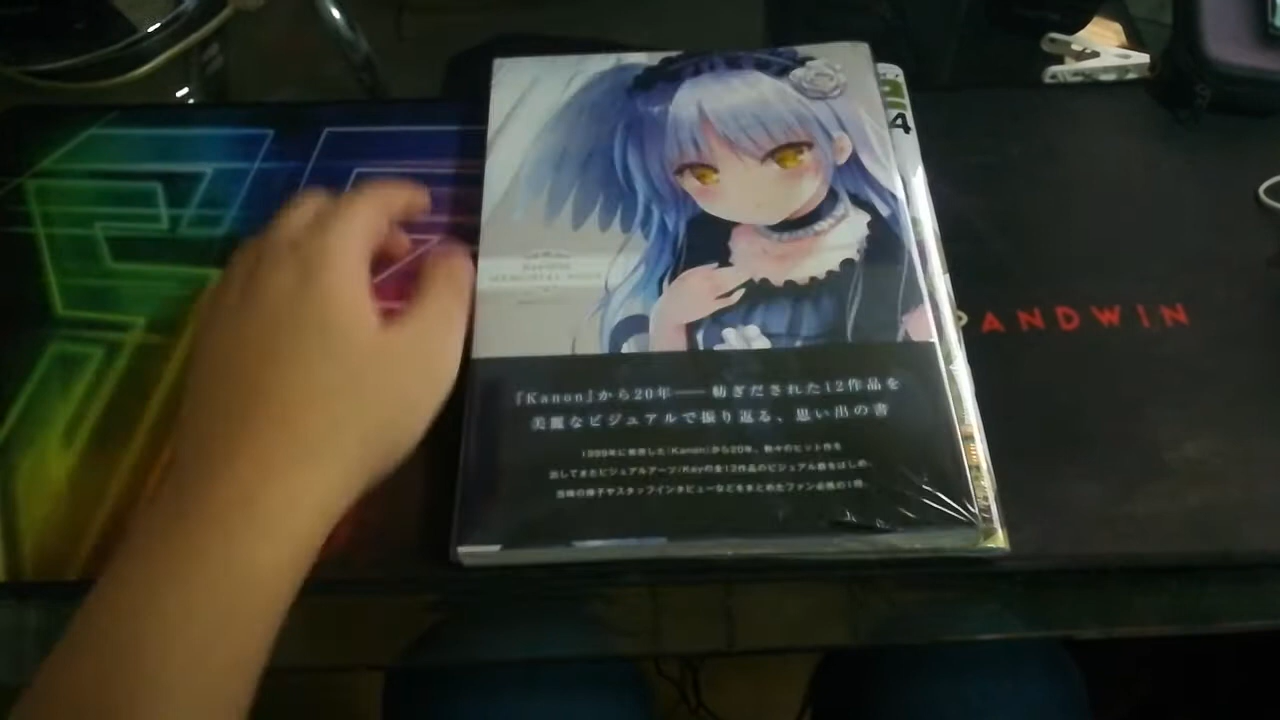 MEMORIAL BOOK
4
ANDWIN
『Kanon』から20年―― 紡ぎだされた12作品を
美麗なビジュアルで振り返る、思い出の書
1999年に発売した『Kanon』から20年、数々のヒット作を
出してきたビジュアルアーツ/Keyの全12作品のビジュアル群をはじめ、
当時の様子やスタッフインタビューなどをまとめたファン必携の1冊